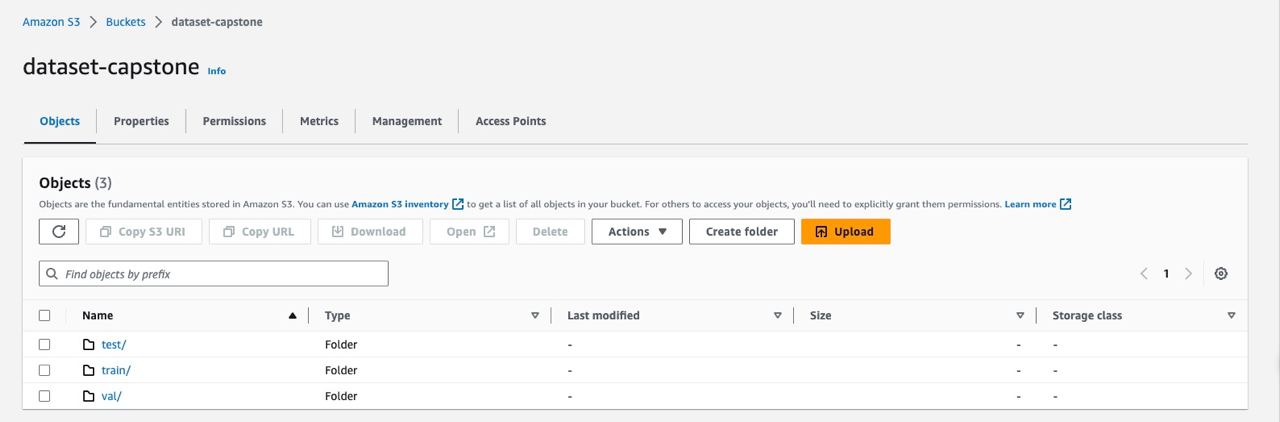 Amazon S3 > Buckets > dataset-capstone
dataset-capstone Info
Objects Properties Permissions Metrics Management Access Points
Objects (3)
Objects are the fundamental entities stored in Amazon S3. You can use Amazon S3 inventory to get a list of all objects in your bucket. For others to access your objects, you'll need to explicitly grant them permissions. Learn more
Copy S3 URI Copy URL Download Open Delete Actions Create folder Upload
Find objects by prefix 1
Name Type Last modified Size Storage class
test/ Folder - - -
train/ Folder - - -
val/ Folder - - -